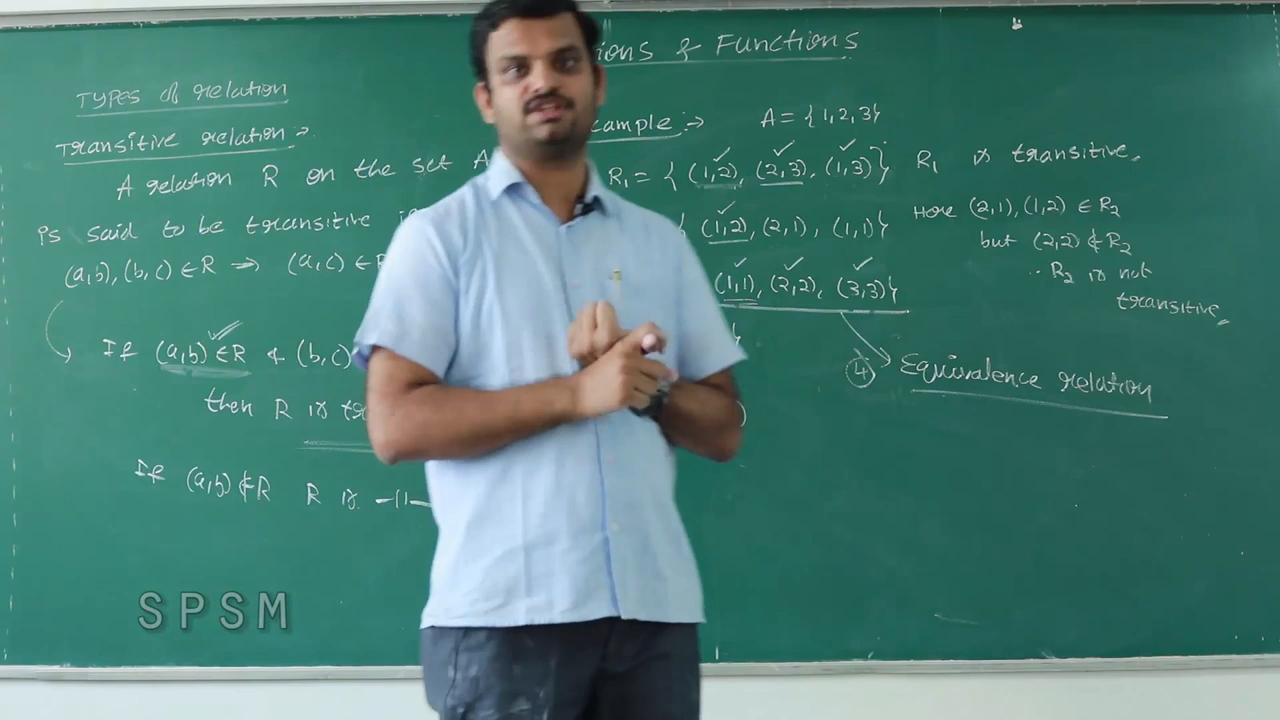 ions & Functions
TYPES of relation
Transitive relation :-
A relation R on the set A
is said to be transitive if
(a,b), (b,c) ∈ R ⇒ (a,c) ∈ R
If (a,b) ∈ R & (b,c)
then R is tr
If (a,b) ∉ R R is -11-
xample :→ A = {1,2,3}
R₁ = { (1,2), (2,3), (1,3)} R₁ is transitive.
{ (1,2), (2,1), (1,1)}
(1,1), (2,2), (3,3)}
Here (2,1), (1,2) ∈ R₂
but (2,2) ∉ R₂
∴ R₂ is not
transitive.
④ Equivalence relation
SPSM